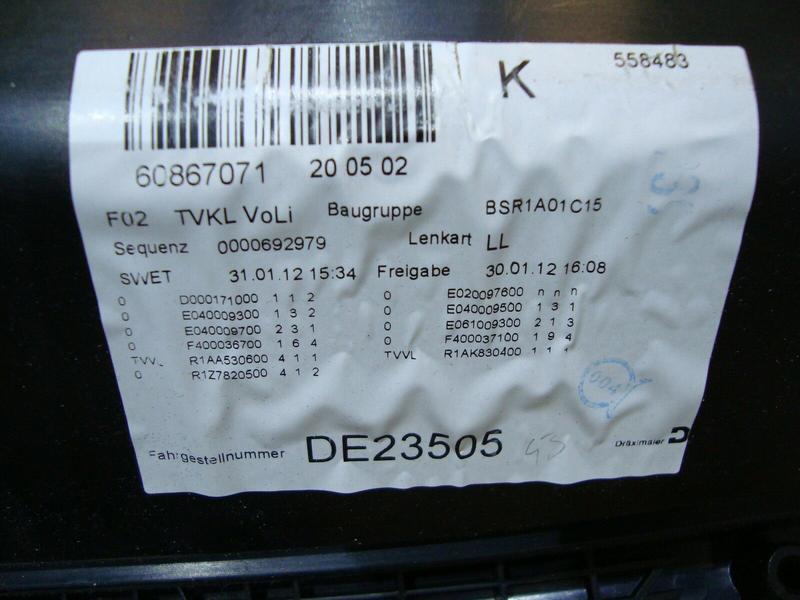 K 558483
60867071 20 05 02
F02 TVKL VoLi Baugruppe BSR1A01C15
Sequenz 0000692979 Lenkart LL
SWET 31.01.12 15:34 Freigabe 30.01.12 16:08
0 D000171000 1 1 2 0 E020097600 n n n
0 E040009300 1 3 2 0 E040009500 1 3 1
0 E040009700 2 3 1 0 E061009300 2 1 3
0 F400036700 1 6 4 0 F400037100 1 9 4
TVVL R1AA530600 4 1 1 TVVL R1AK830400 1 1 1
0 R1Z7820500 4 1 2
004
Fahrgestellnummer DE23505 Dräxlmaier